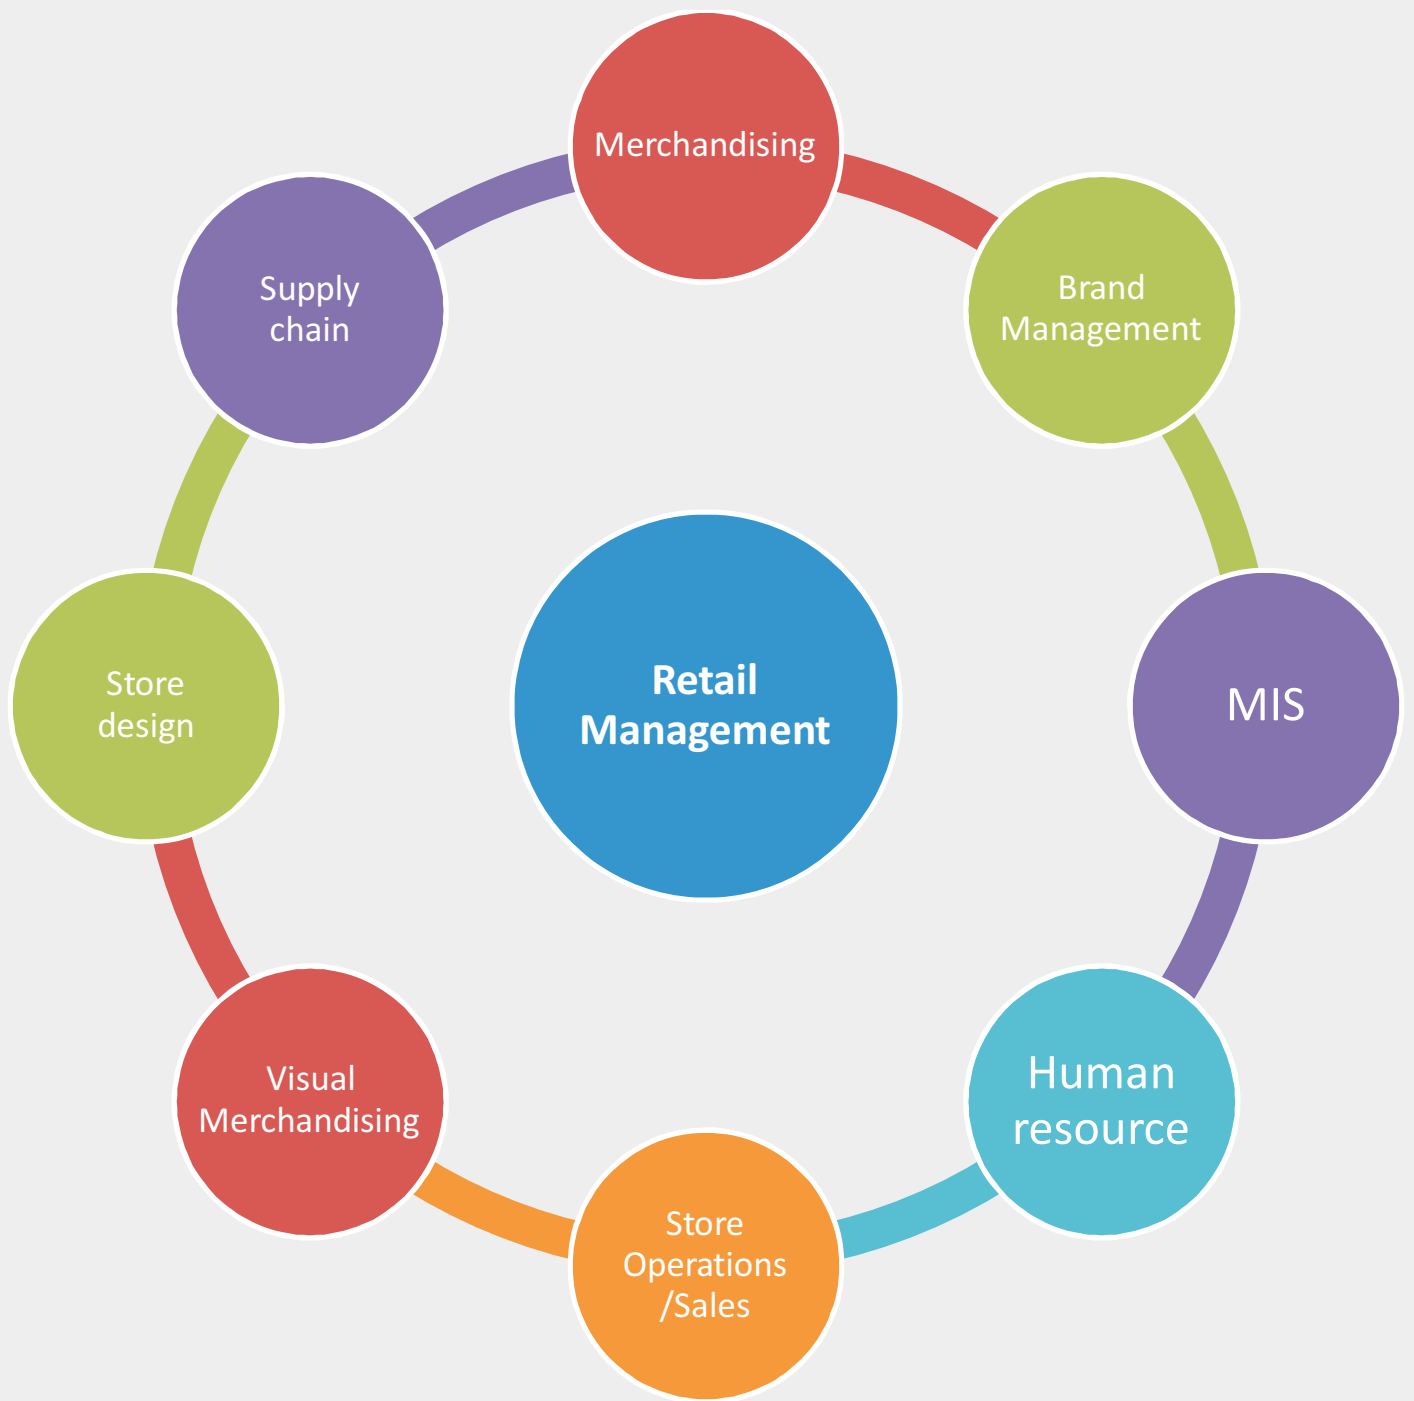 Merchandising
Brand
Management
MIS
Human
resource
Store
Operations
/Sales
Visual
Merchandising
Store
design
Supply
chain
Retail
Management